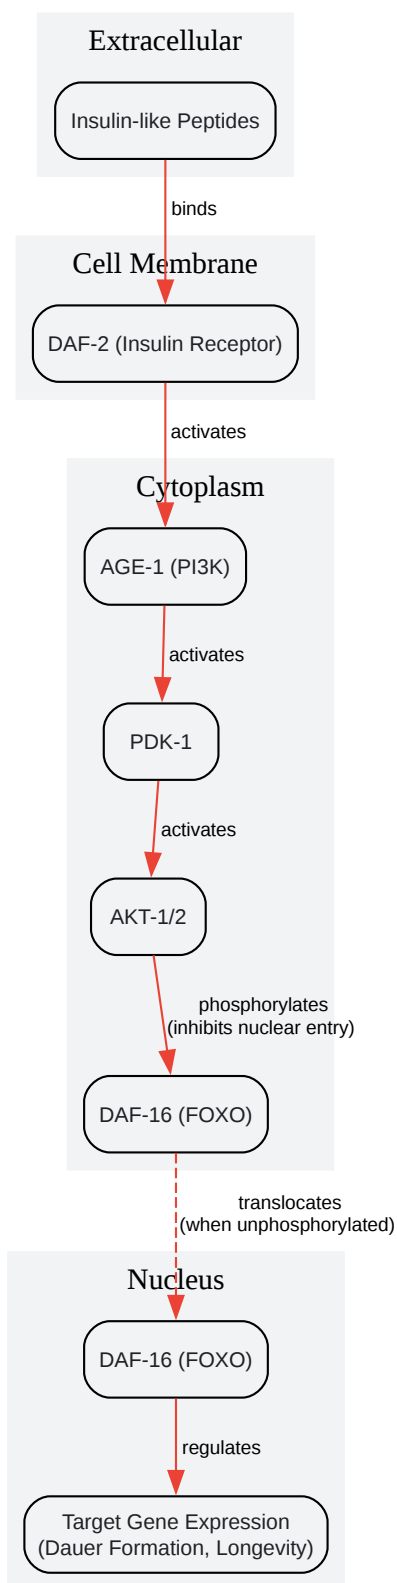 Extracellular
Insulin-like Peptides
binds
Cell Membrane
DAF-2 (Insulin Receptor)
activates
Cytoplasm
AGE-1 (PI3K)
activates
PDK-1
activates
AKT-1/2
phosphorylates
(inhibits nuclear entry)
DAF-16 (FOXO)
translocates
(when unphosphorylated)
Nucleus
DAF-16 (FOXO)
regulates
Target Gene Expression
(Dauer Formation, Longevity)